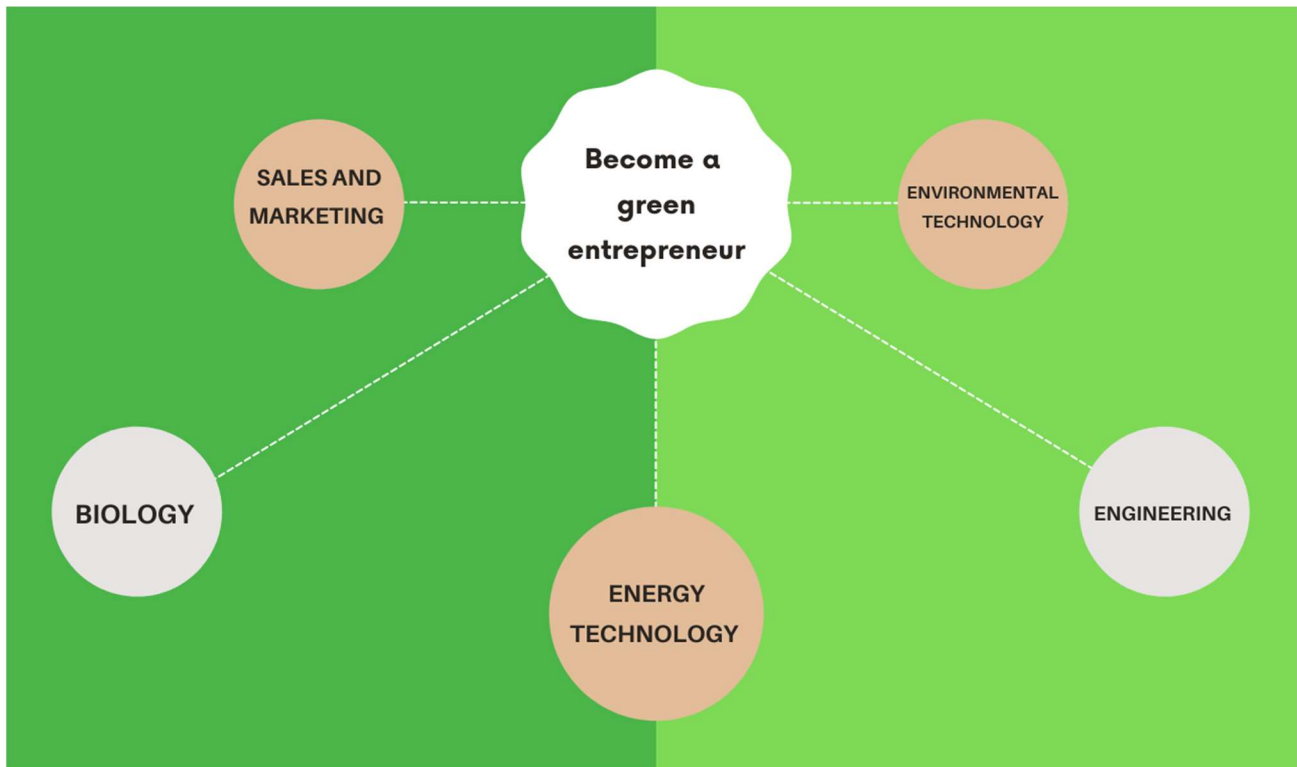 Become a
green
entrepreneur
SALES AND
MARKETING
ENVIRONMENTAL
TECHNOLOGY
BIOLOGY
ENGINEERING
ENERGY
TECHNOLOGY